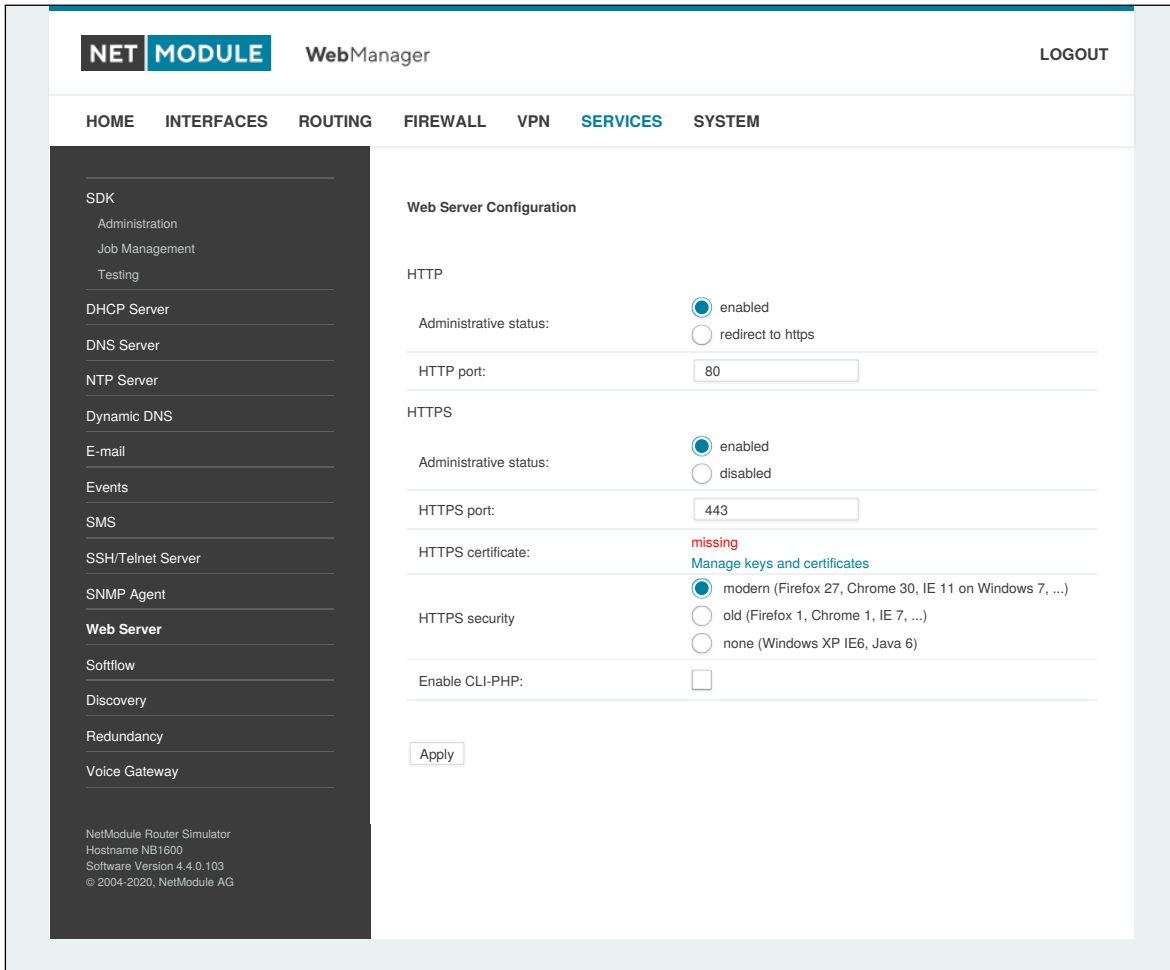 NET MODULE WebManager LOGOUT
HOME INTERFACES ROUTING FIREWALL VPN SERVICES SYSTEM
SDK
Administration
Job Management
Testing
DHCP Server
DNS Server
NTP Server
Dynamic DNS
E-mail
Events
SMS
SSH/Telnet Server
SNMP Agent
Web Server
Softflow
Discovery
Redundancy
Voice Gateway
NetModule Router Simulator
Hostname NB1600
Software Version 4.4.0.103
© 2004-2020, NetModule AG
Web Server Configuration
HTTP
Administrative status:
enabled
redirect to https
HTTP port: 80
HTTPS
Administrative status:
enabled
disabled
HTTPS port: 443
HTTPS certificate:
missing
Manage keys and certificates
HTTPS security
modern (Firefox 27, Chrome 30, IE 11 on Windows 7, ...)
old (Firefox 1, Chrome 1, IE 7, ...)
none (Windows XP IE6, Java 6)
Enable CLI-PHP:
Apply